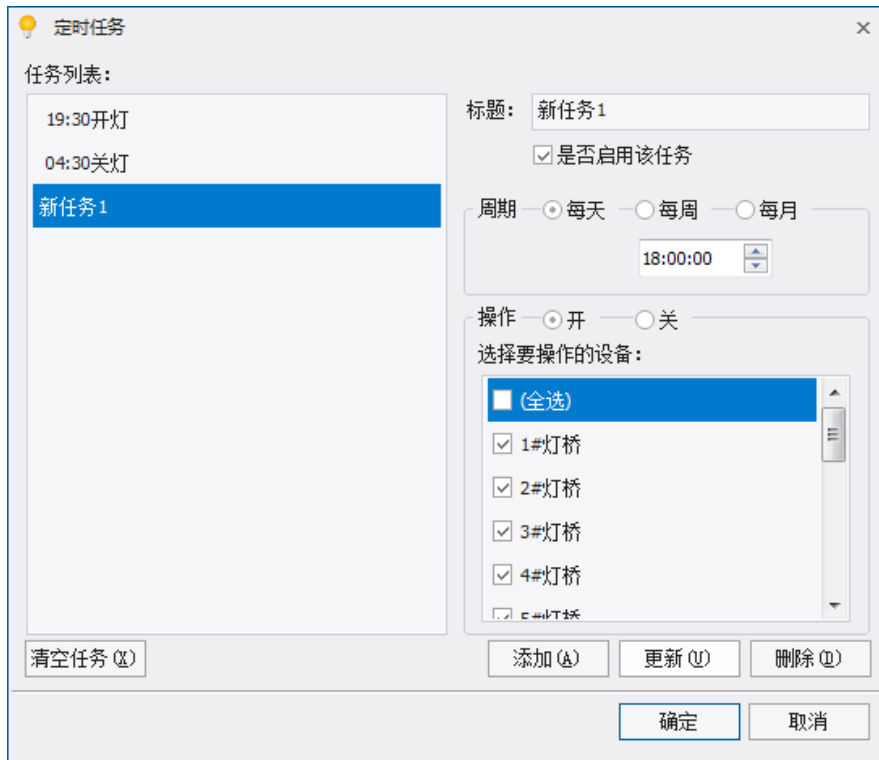 定时任务
任务列表:
19:30开灯
04:30关灯
新任务1
标题: 新任务1
是否启用该任务
周期 每天 每周 每月
18:00:00
操作 开 关
选择要操作的设备:
(全选)
1#灯桥
2#灯桥
3#灯桥
4#灯桥
5#灯桥
清空任务(X) 添加(A) 更新(U) 删除(D)
确定 取消